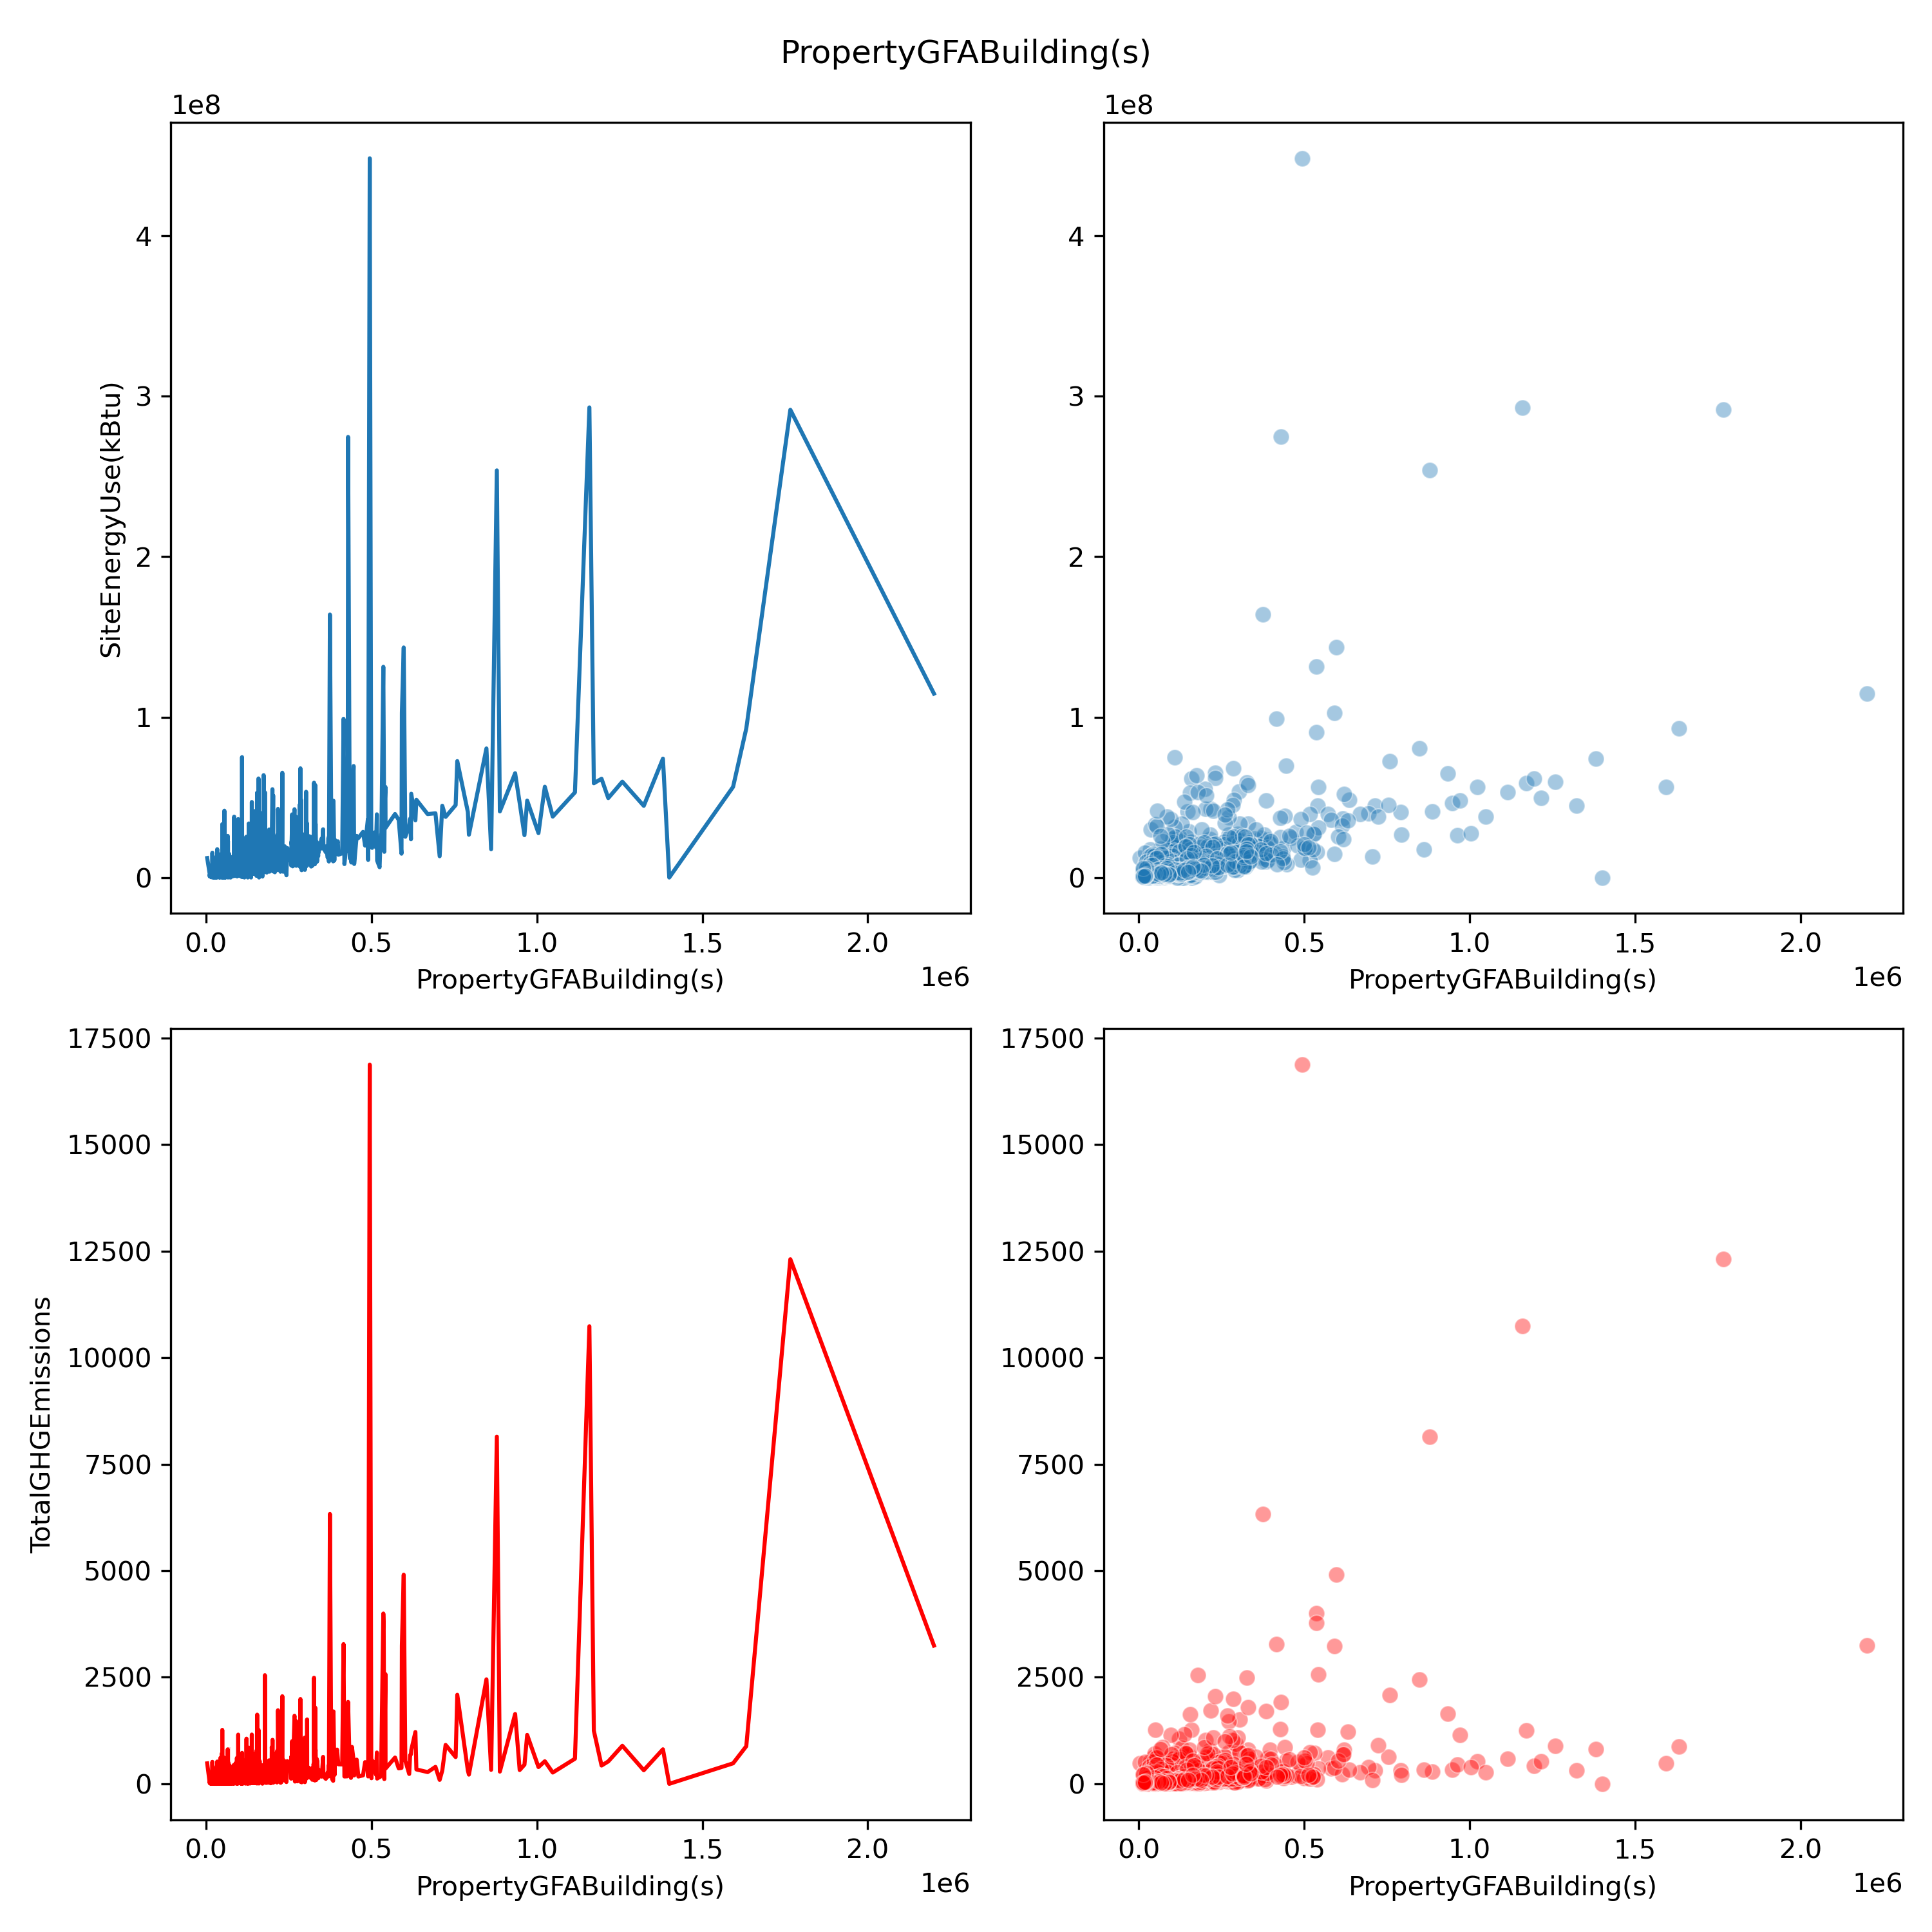 PropertyGFABuilding(s)
1e8
4
3
2
1
0
SiteEnergyUse(kBtu)
0.0 0.5 1.0 1.5 2.0
PropertyGFABuilding(s) 1e6
1e8
4
3
2
1
0
0.0 0.5 1.0 1.5 2.0
PropertyGFABuilding(s) 1e6
17500
15000
12500
10000
7500
5000
2500
0
TotalGHGEmissions
0.0 0.5 1.0 1.5 2.0
PropertyGFABuilding(s) 1e6
17500
15000
12500
10000
7500
5000
2500
0
0.0 0.5 1.0 1.5 2.0
PropertyGFABuilding(s) 1e6